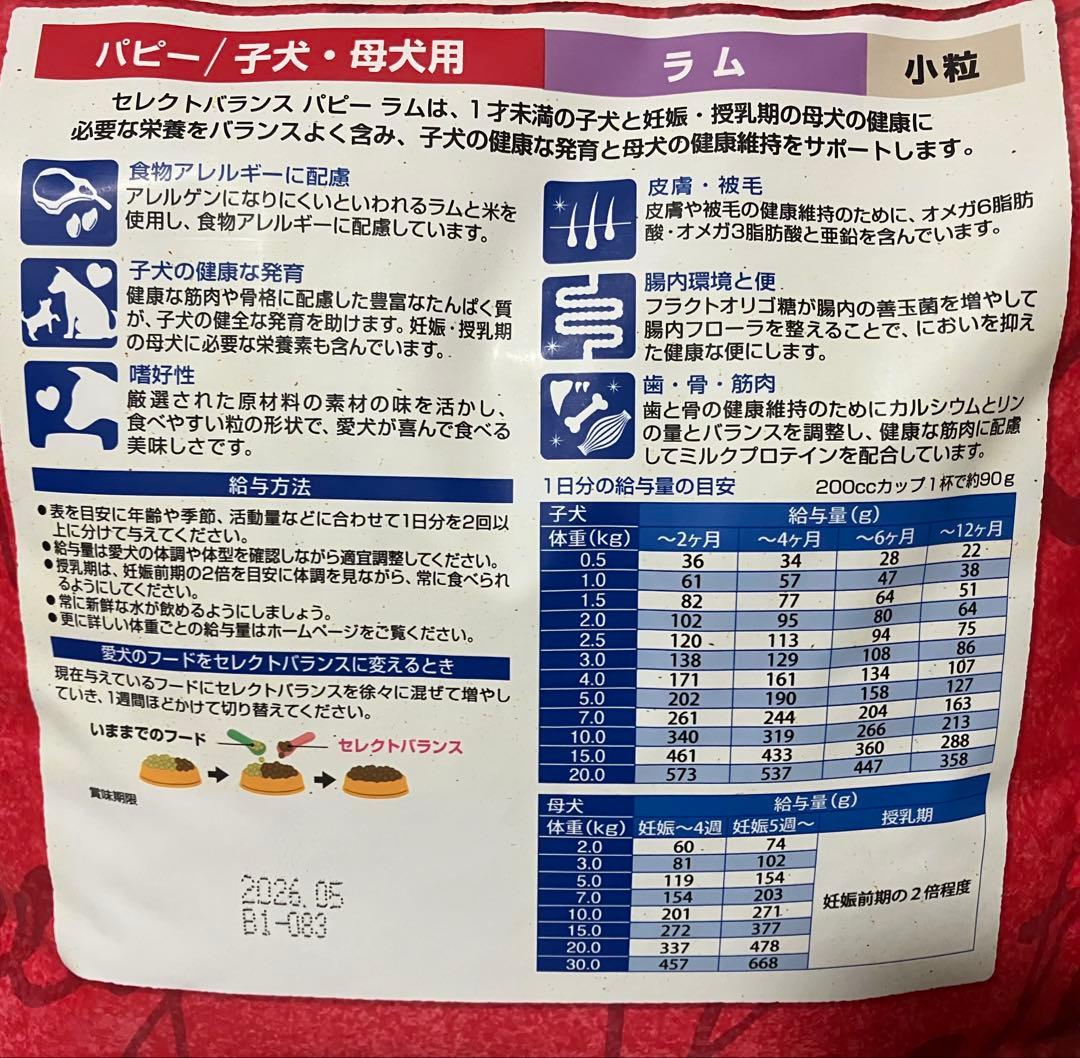 パピー/子犬・母犬用 ラム 小粒
セレクトバランス パピー ラムは、1才未満の子犬と妊娠・授乳期の母犬の健康に
必要な栄養をバランスよく含み、子犬の健康な発育と母犬の健康維持をサポートします。
食物アレルギーに配慮
アレルゲンになりにくいといわれるラムと米を
使用し、食物アレルギーに配慮しています。
子犬の健康な発育
健康な筋肉や骨格に配慮した豊富なたんぱく質
が、子犬の健全な発育を助けます。妊娠・授乳期
の母犬に必要な栄養素も含んでいます。
嗜好性
厳選された原材料の素材の味を活かし、
食べやすい粒の形状で、愛犬が喜んで食べる
美味しさです。
皮膚・被毛
皮膚や被毛の健康維持のために、オメガ6脂肪
酸・オメガ3脂肪酸と亜鉛を含んでいます。
腸内環境と便
フラクトオリゴ糖が腸内の善玉菌を増やして
腸内フローラを整えることで、においを抑え
た健康な便にします。
歯・骨・筋肉
歯と骨の健康維持のためにカルシウムとリン
の量とバランスを調整し、健康な筋肉に配慮
してミルクプロテインを配合しています。
給与方法
●表を目安に年齢や季節、活動量などに合わせて1日分を2回以
上に分けて与えてください。
●給与量は愛犬の体調や体型を確認しながら適宜調整してください。
●授乳期は、妊娠前期の2倍を目安に体調を見ながら、常に食べられ
るようにしてください。
●常に新鮮な水が飲めるようにしましょう。
●更に詳しい体重ごとの給与量はホームページをご覧ください。
愛犬のフードをセレクトバランスに変えるとき
現在与えているフードにセレクトバランスを徐々に混ぜて増やし
ていき、1週間ほどかけて切り替えてください。
いままでのフード セレクトバランス
賞味期限
2026.05
B1-083
1日分の給与量の目安 200ccカップ1杯で約90g
子犬 給与量(g)
体重(kg) ～2ヶ月 ～4ヶ月 ～6ヶ月 ～12ヶ月
0.5 36 34 28 22
1.0 61 57 47 38
1.5 82 77 64 51
2.0 102 95 80 64
2.5 120 113 94 75
3.0 138 129 108 86
4.0 171 161 134 107
5.0 202 190 158 127
7.0 261 244 204 163
10.0 340 319 266 213
15.0 461 433 360 288
20.0 573 537 447 358
母犬 給与量(g)
体重(kg) 妊娠～4週 妊娠5週～ 授乳期
2.0 60 74
3.0 81 102
5.0 119 154
7.0 154 203
妊娠前期の2倍程度
10.0 201 271
15.0 272 377
20.0 337 478
30.0 457 668